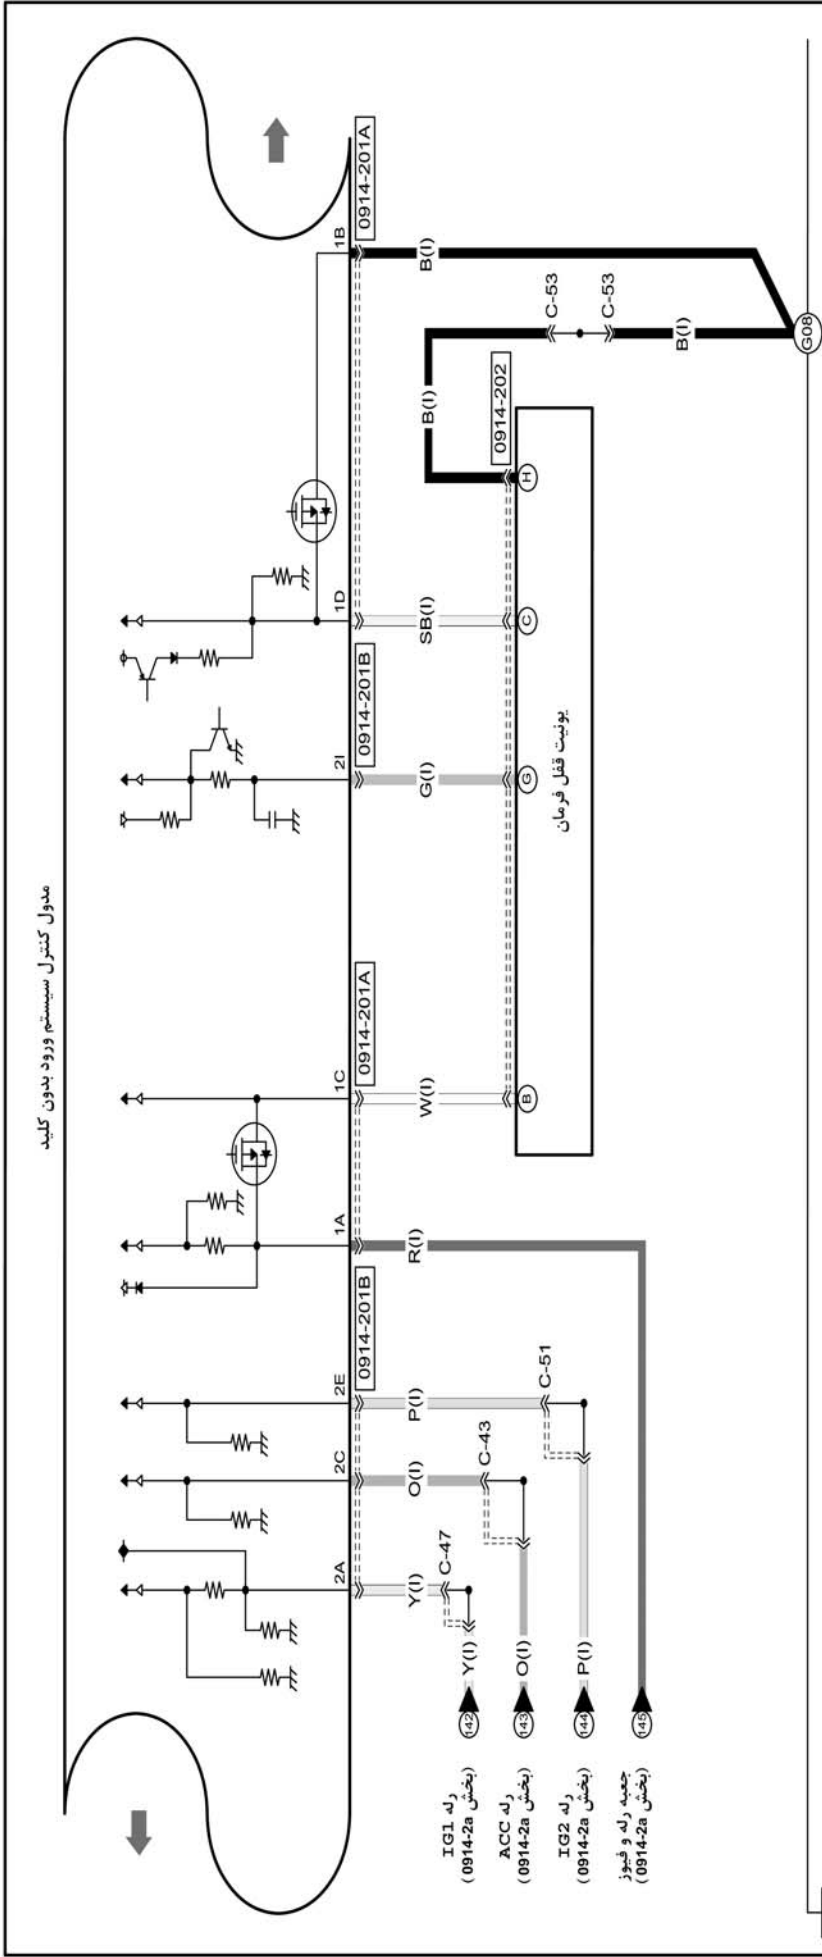 مدول کنترل سیستم ورود بدون کلید
2A
2C
2E
1A
1C
2I
1D
1B
0914-201B
0914-201A
0914-201B
0914-201A
Y(I)
O(I)
P(I)
R(I)
W(I)
G(I)
SB(I)
B(I)
C-47
C-43
C-51
B(I)
0914-202
C-53
C-53
B(I)
B
G
C
H
یونیت قفل فرمان
G08
Y(I)
O(I)
P(I)
142
143
144
145
رله IG1
(بخش 0914-2a)
رله ACC
(بخش 0914-2a)
رله IG2
(بخش 0914-2a)
جعبه رله و فیوز
(بخش 0914-2a)